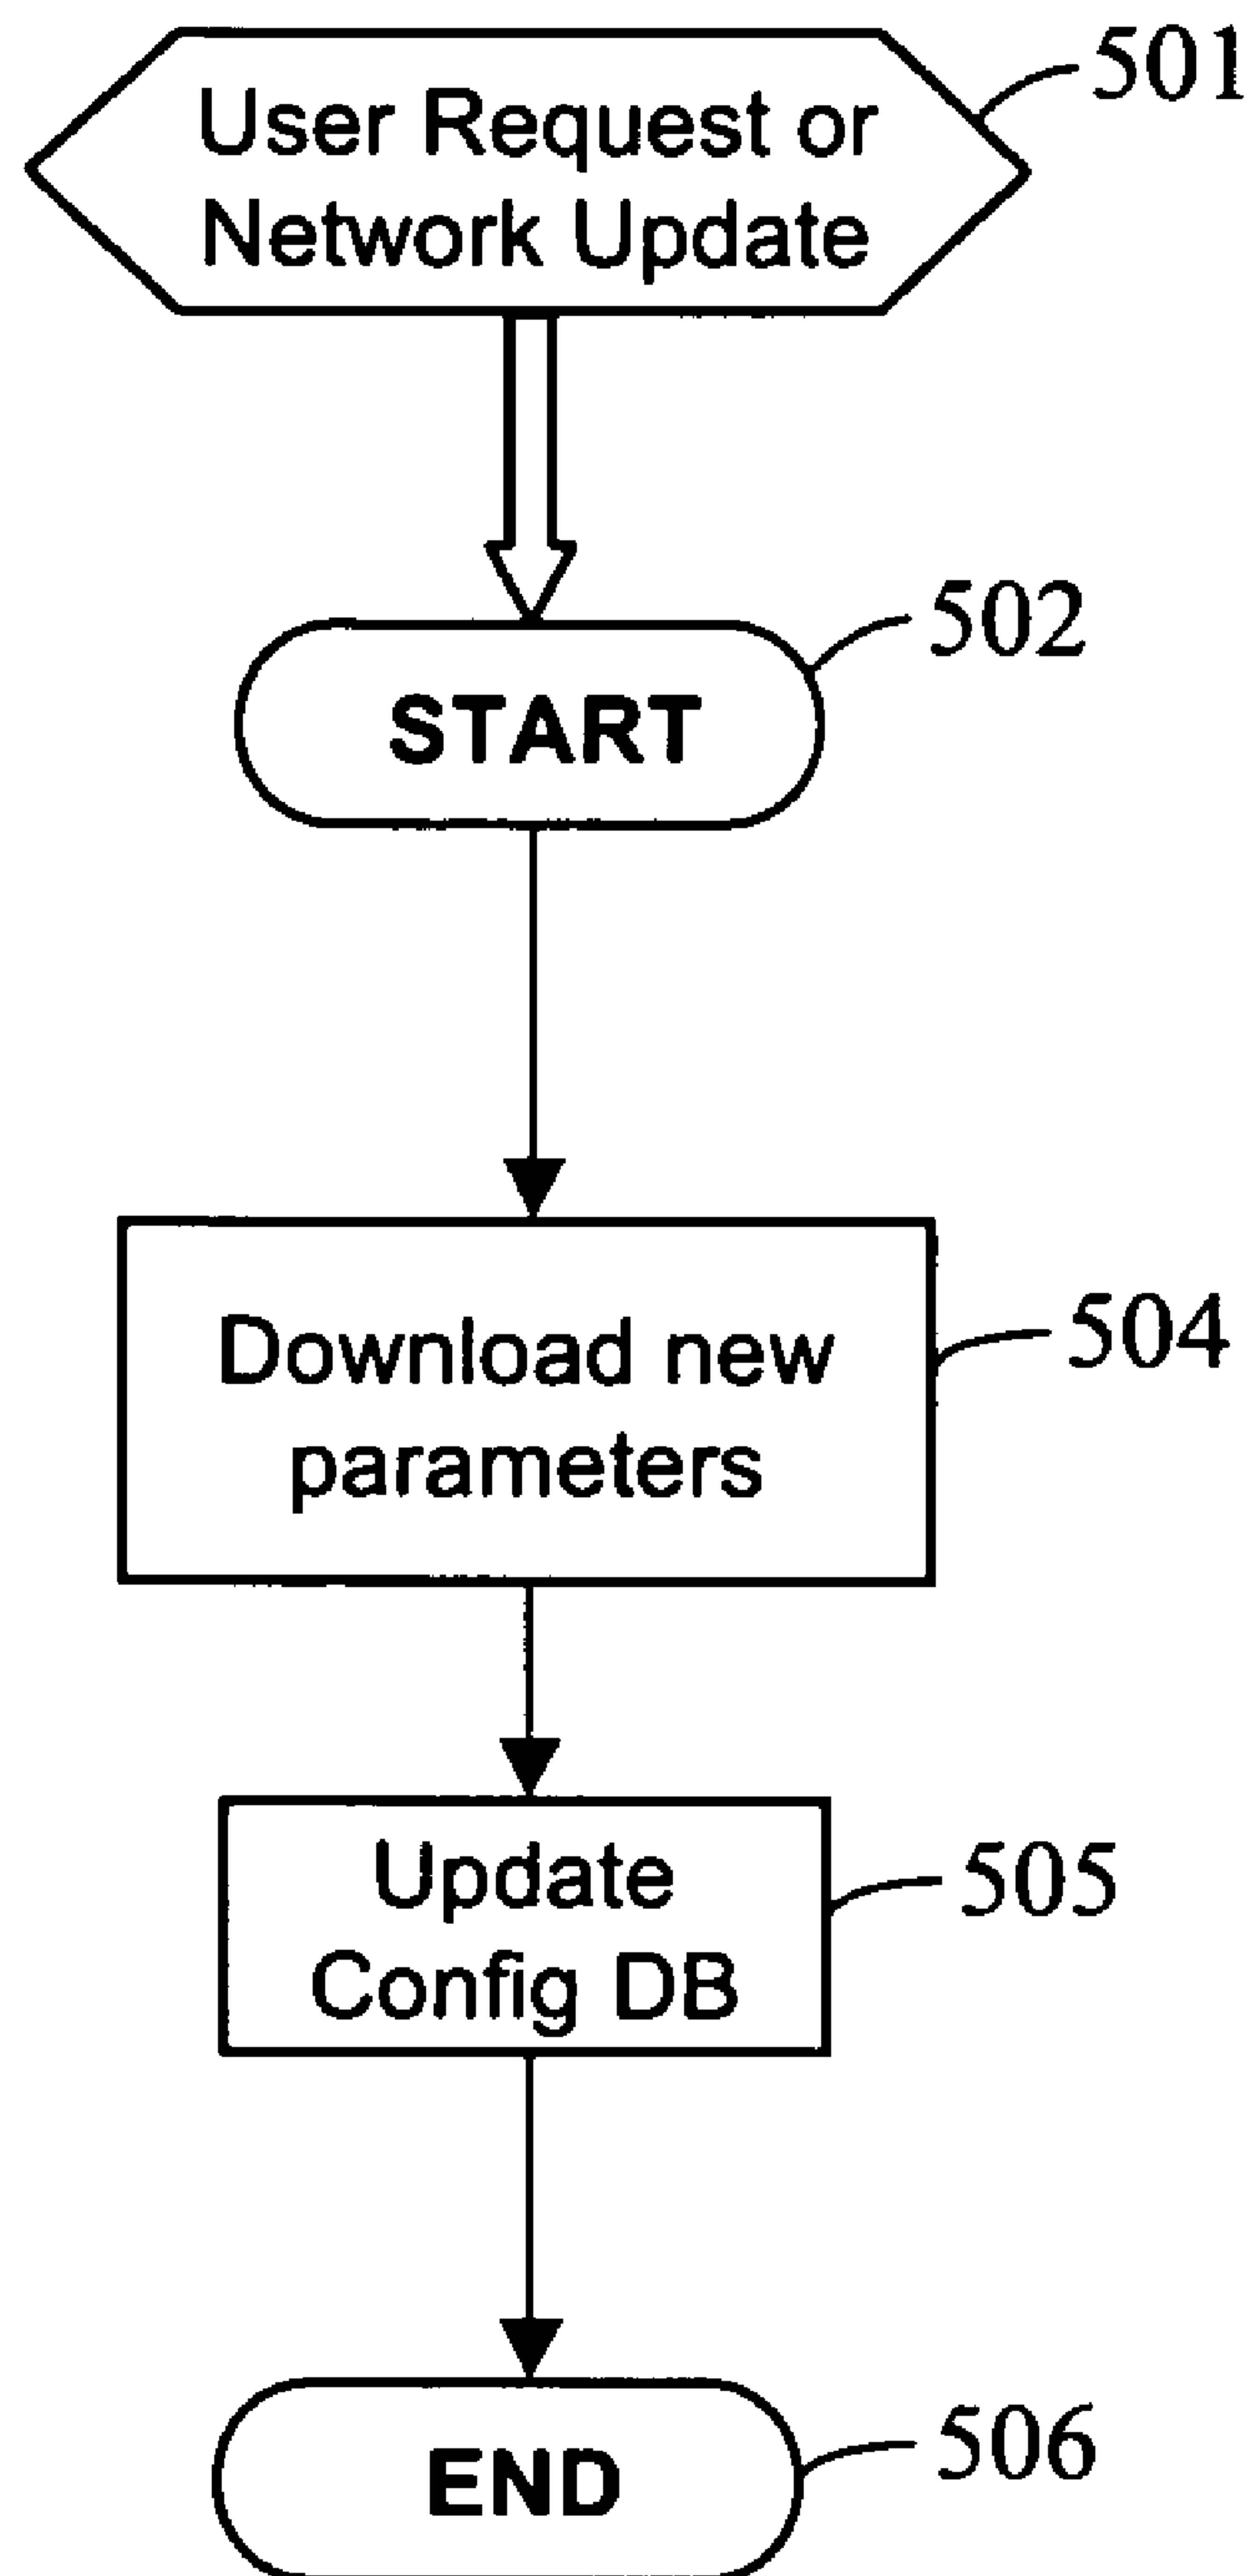 User Request or
Network Update
501
START
502
Download new
parameters
504
Update
Config DB
505
END
506